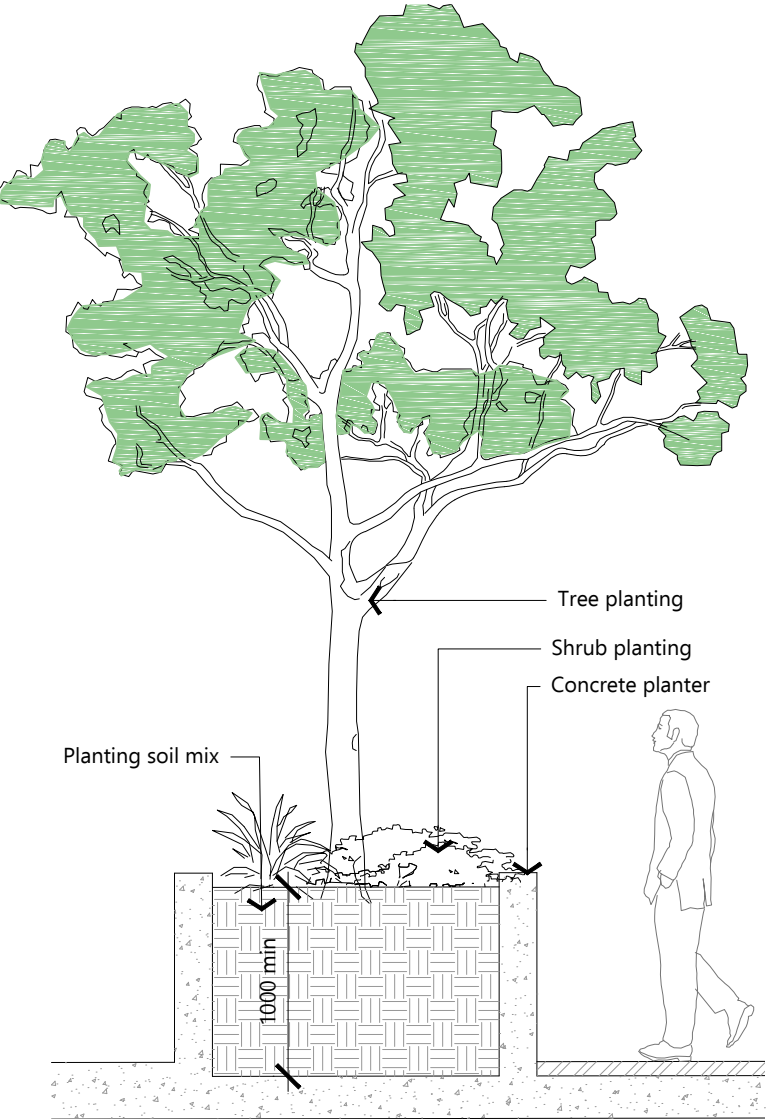 Tree planting
Shrub planting
Concrete planter
Planting soil mix
1000 min